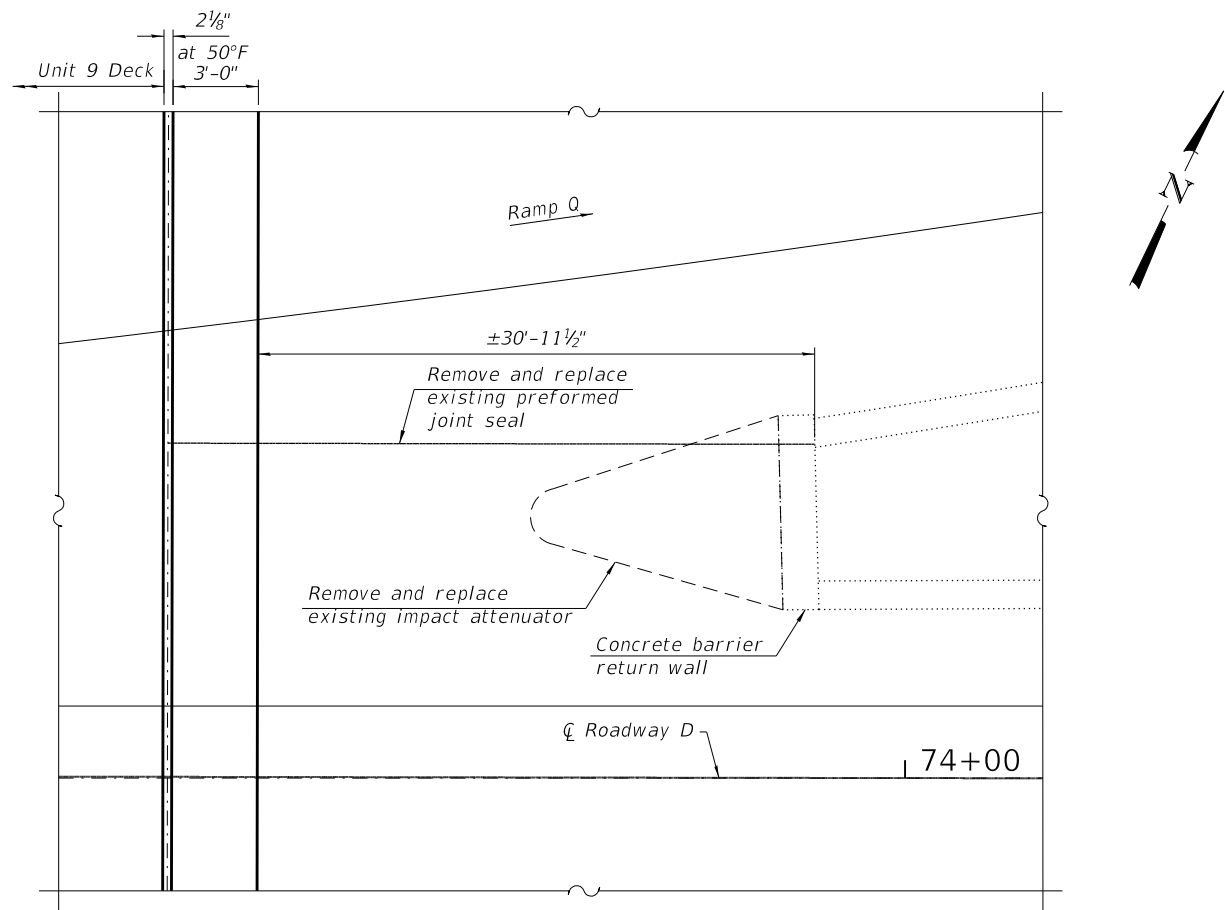 2⅛"
at 50°F
Unit 9 Deck
3'-0"
N
Ramp Q
±30'-11½"
Remove and replace
existing preformed
joint seal
Remove and replace
existing impact attenuator
Concrete barrier
return wall
℄ Roadway D
74+00